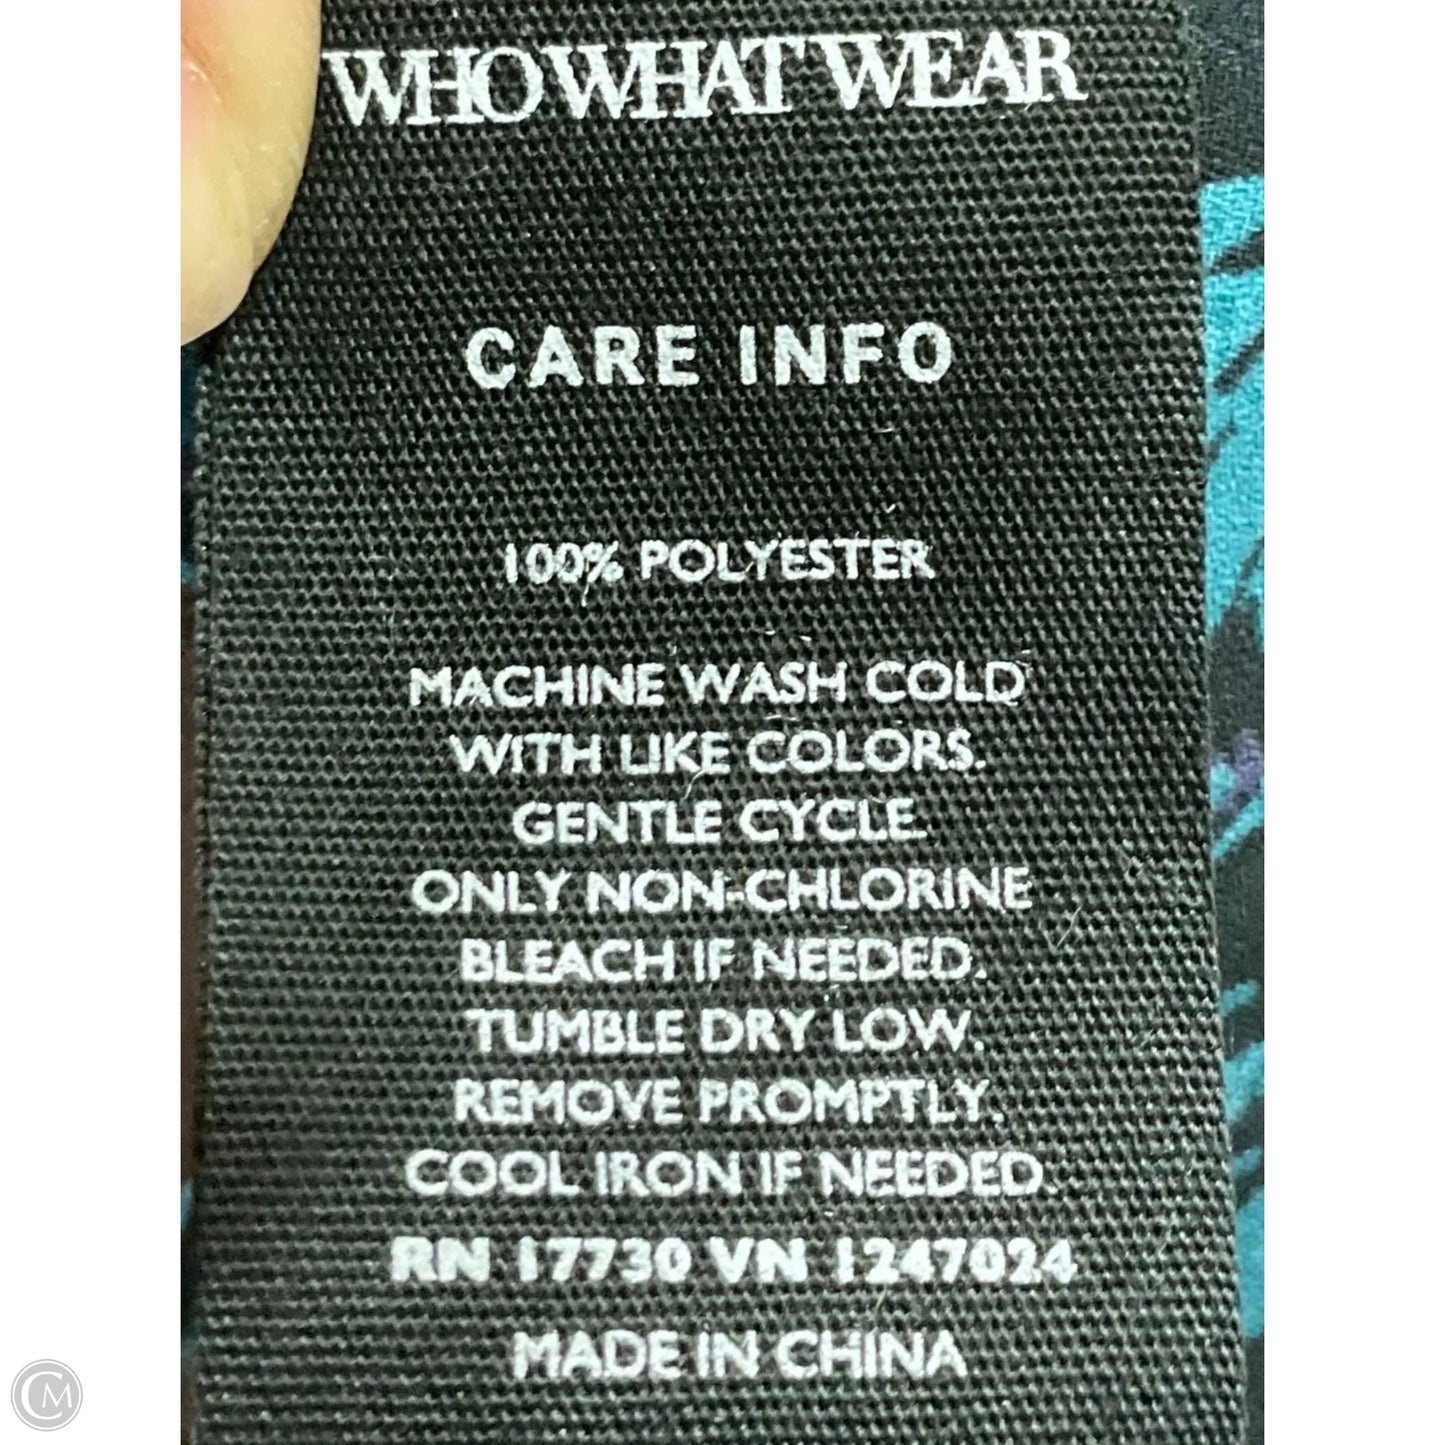 WHO WHAT WEAR
CARE INFO
100% POLYESTER
MACHINE WASH COLD
WITH LIKE COLORS.
GENTLE CYCLE.
ONLY NON-CHLORINE
BLEACH IF NEEDED.
TUMBLE DRY LOW.
REMOVE PROMPTLY.
COOL IRON IF NEEDED.
RN 17730 VN 1247024
MADE IN CHINA
CM